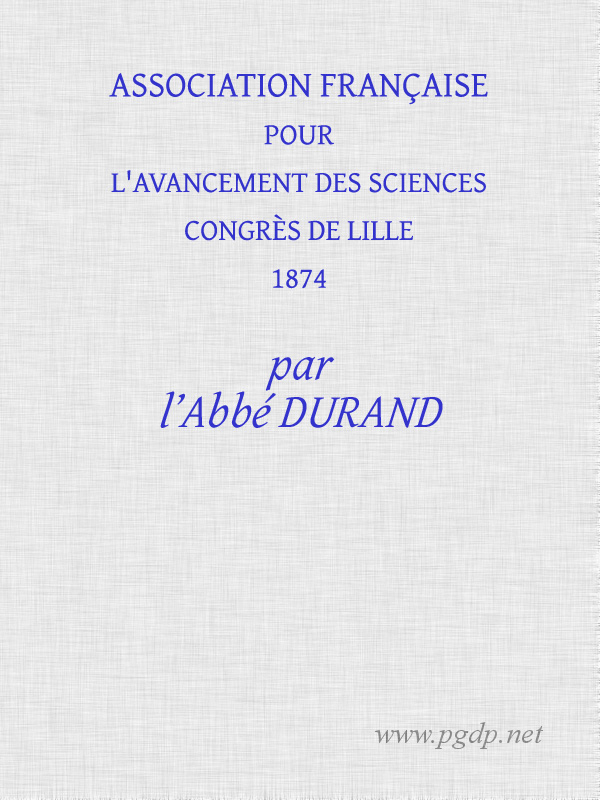 ASSOCIATION FRANÇAISE
POUR
L'AVANCEMENT DES SCIENCES
CONGRÈS DE LILLE
1874
par
l’Abbé DURAND
www.pgdp.net